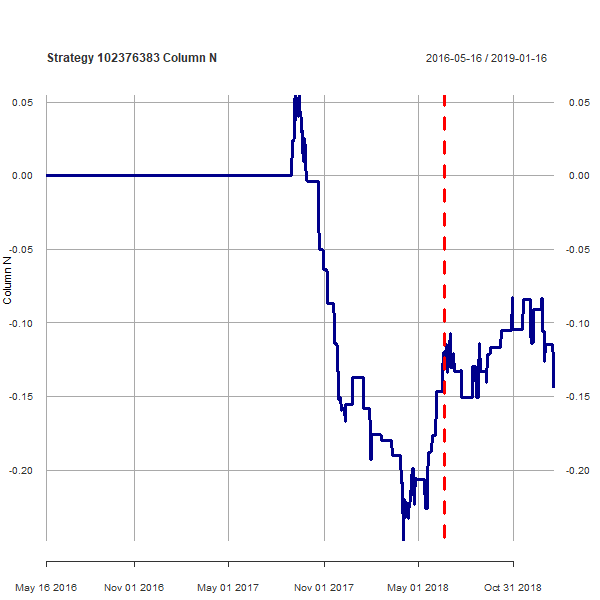 Strategy 102376383 Column N
2016-05-16 / 2019-01-16
0.05
0.05
0.00
0.00
-0.05
-0.05
Column N
-0.10
-0.10
-0.15
-0.15
-0.20
-0.20
May 16 2016
Nov 01 2016
May 01 2017
Nov 01 2017
May 01 2018
Oct 31 2018